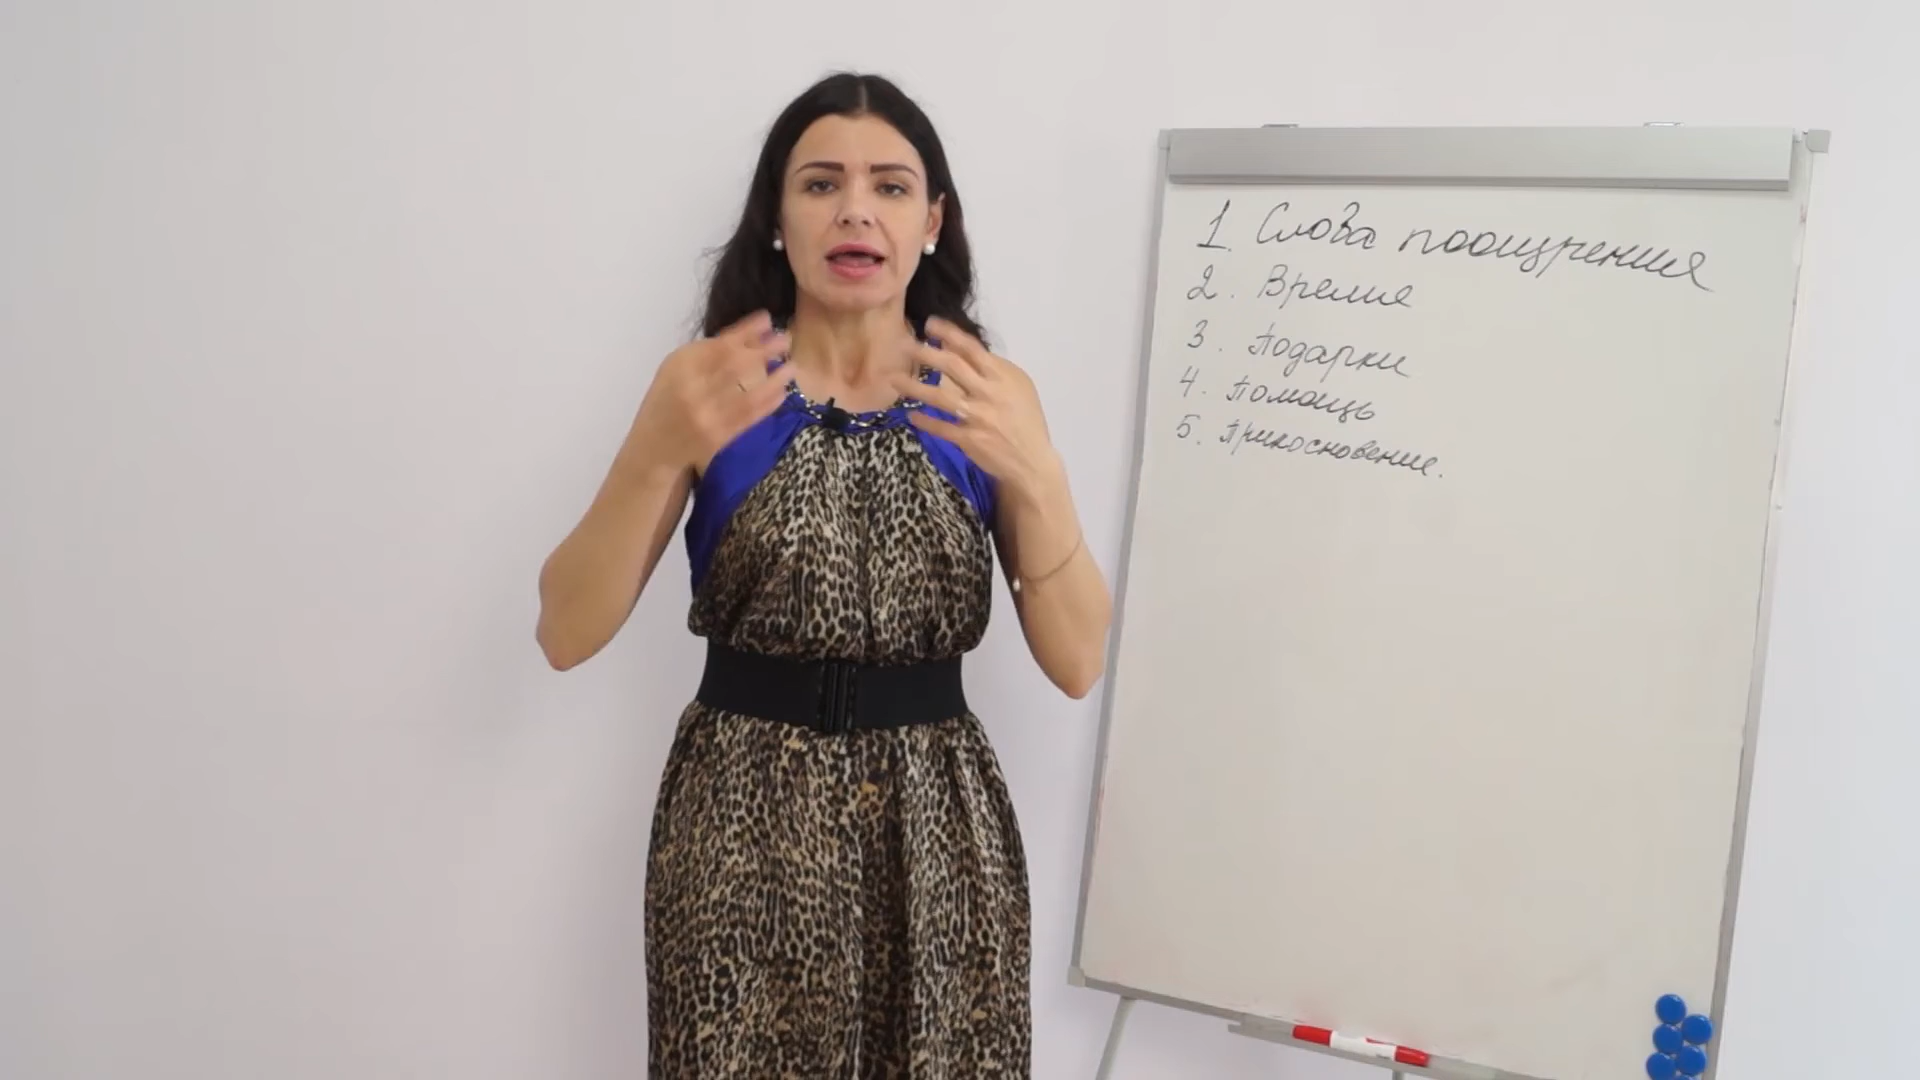 1. Слова поощрения
2. Время
3. Подарки
4. Помощь
5. Прикосновение.